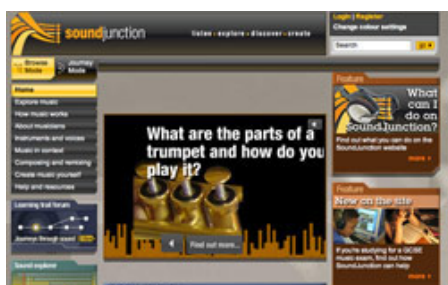 soundjunction
listen • explore • discover • create
Login | Register
Change colour settings
Search
go
Browse
Mode
Journey
Mode
Home
Explore music
How music works
About musicians
Instruments and voices
Music in context
Composing and remixing
Create music yourself
Help and resources
Learning trail forum
Journeys through sound
Sound explorer
What are the parts of a
trumpet and how do you
play it?
Find out more...
Feature
What
can I
do on
SoundJunction?
Find out what you can do on the
SoundJunction website
more
Feature
New on the site
If you're studying for a GCSE
music exam, find out how
SoundJunction can help
more